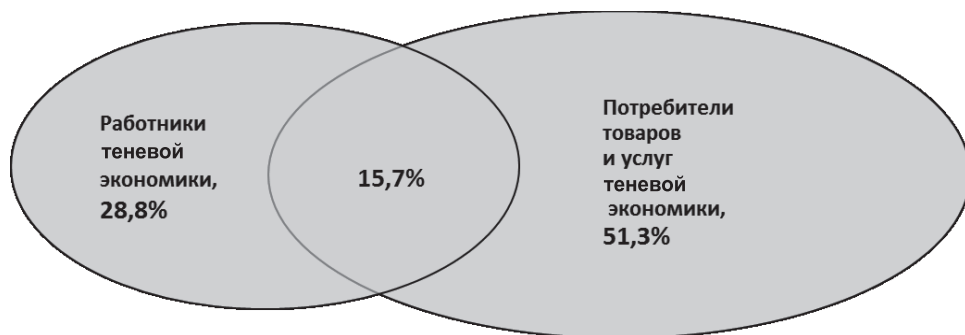 Работники
теневой
экономики,
28,8%
15,7%
Потребители
товаров
и услуг
теневой
экономики,
51,3%